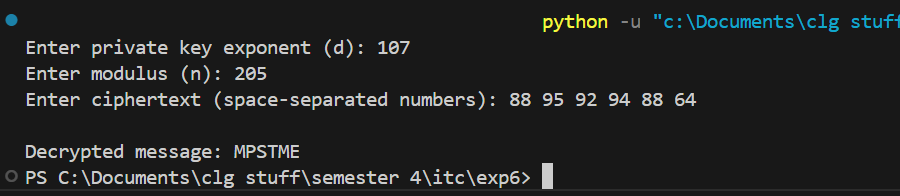 python -u "c:\Documents\clg stuff
Enter private key exponent (d): 107
Enter modulus (n): 205
Enter ciphertext (space-separated numbers): 88 95 92 94 88 64
Decrypted message: MPSTME
PS C:\Documents\clg stuff\semester 4\itc\exp6>